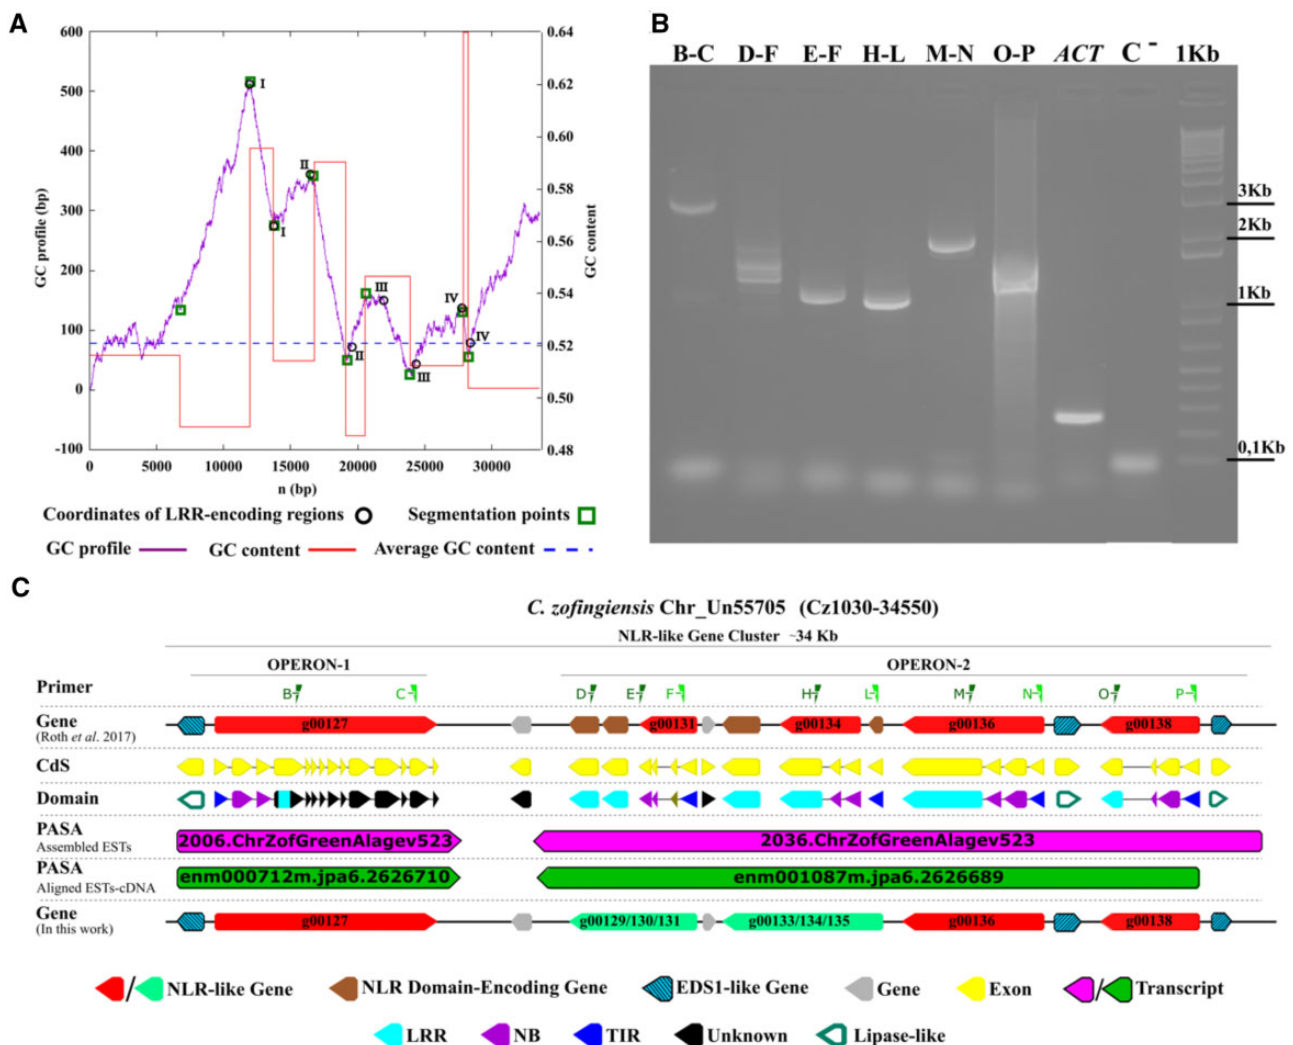 A
600
500
400
300
200
100
0
-100
GC profile (bp)
0.64
0.62
0.60
0.58
0.56
0.54
0.52
0.50
0.48
GC content
I
I
II
II
III
III
IV
IV
0 5000 10000 15000 20000 25000 30000
n (bp)
Coordinates of LRR-encoding regions Segmentation points
GC profile GC content Average GC content
B
B-C D-F E-F H-L M-N O-P ACT C - 1Kb
3Kb
2Kb
1Kb
0,1Kb
C
C. zofingiensis Chr_Un55705 (Cz1030-34550)
NLR-like Gene Cluster ~34 Kb
OPERON-1 OPERON-2
Primer B C D E F H L M N O P
Gene g00127 g00131 g00134 g00136 g00138
(Roth et al. 2017)
CdS
Domain
PASA 2006.ChrZofGreenAlagev523 2036.ChrZofGreenAlagev523
Assembled ESTs
PASA enm000712m.jpa6.2626710 enm001087m.jpa6.2626689
Aligned ESTs-cDNA
Gene g00127 g00129/130/131 g00133/134/135 g00136 g00138
(In this work)
/ NLR-like Gene NLR Domain-Encoding Gene EDS1-like Gene Gene Exon / Transcript
LRR NB TIR Unknown Lipase-like